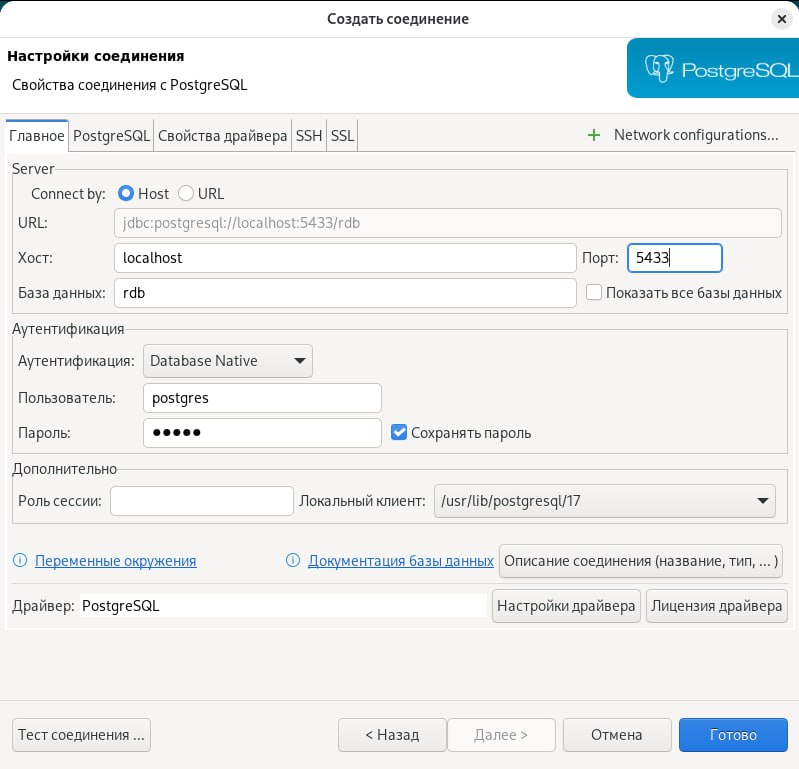 Создать соединение
Настройки соединения
Свойства соединения с PostgreSQL
PostgreSQL
Главное PostgreSQL Свойства драйвера SSH SSL Network configurations...
Server
Connect by: Host URL
URL: jdbc:postgresql://localhost:5433/rdb
Хост: localhost Порт: 5433
База данных: rdb Показать все базы данных
Аутентификация
Аутентификация: Database Native
Пользователь: postgres
Пароль: ●●●●● Сохранять пароль
Дополнительно
Роль сессии: Локальный клиент: /usr/lib/postgresql/17
Переменные окружения Документация базы данных Описание соединения (название, тип, ... )
Драйвер: PostgreSQL Настройки драйвера Лицензия драйвера
Тест соединения ... < Назад Далее > Отмена Готово